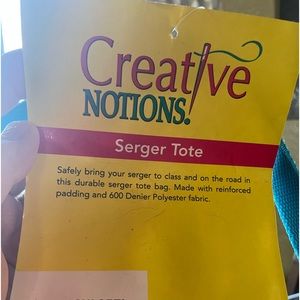 Creative
NOTIONS.
Serger Tote
Safely bring your serger to class and on the road in
this durable serger tote bag. Made with reinforced
padding and 600 Denier Polyester fabric.